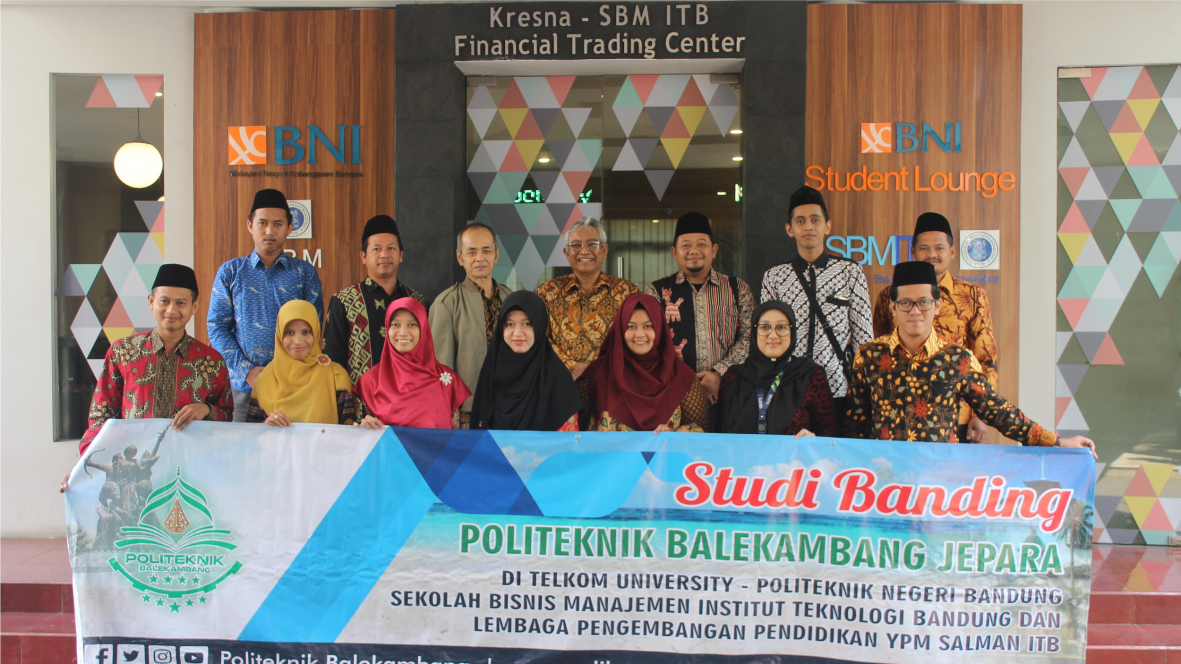 Kresna - SBM ITB
Financial Trading Center
BNI
BNI
Student Lounge
SBM
Studi Banding
POLITEKNIK BALEKAMBANG JEPARA
DI TELKOM UNIVERSITY - POLITEKNIK NEGERI BANDUNG
SEKOLAH BISNIS MANAJEMEN INSTITUT TEKNOLOGI BANDUNG DAN
LEMBAGA PENGEMBANGAN PENDIDIKAN YPM SALMAN ITB
POLITEKNIK
BALEKAMBANG
Politeknik Balekambang